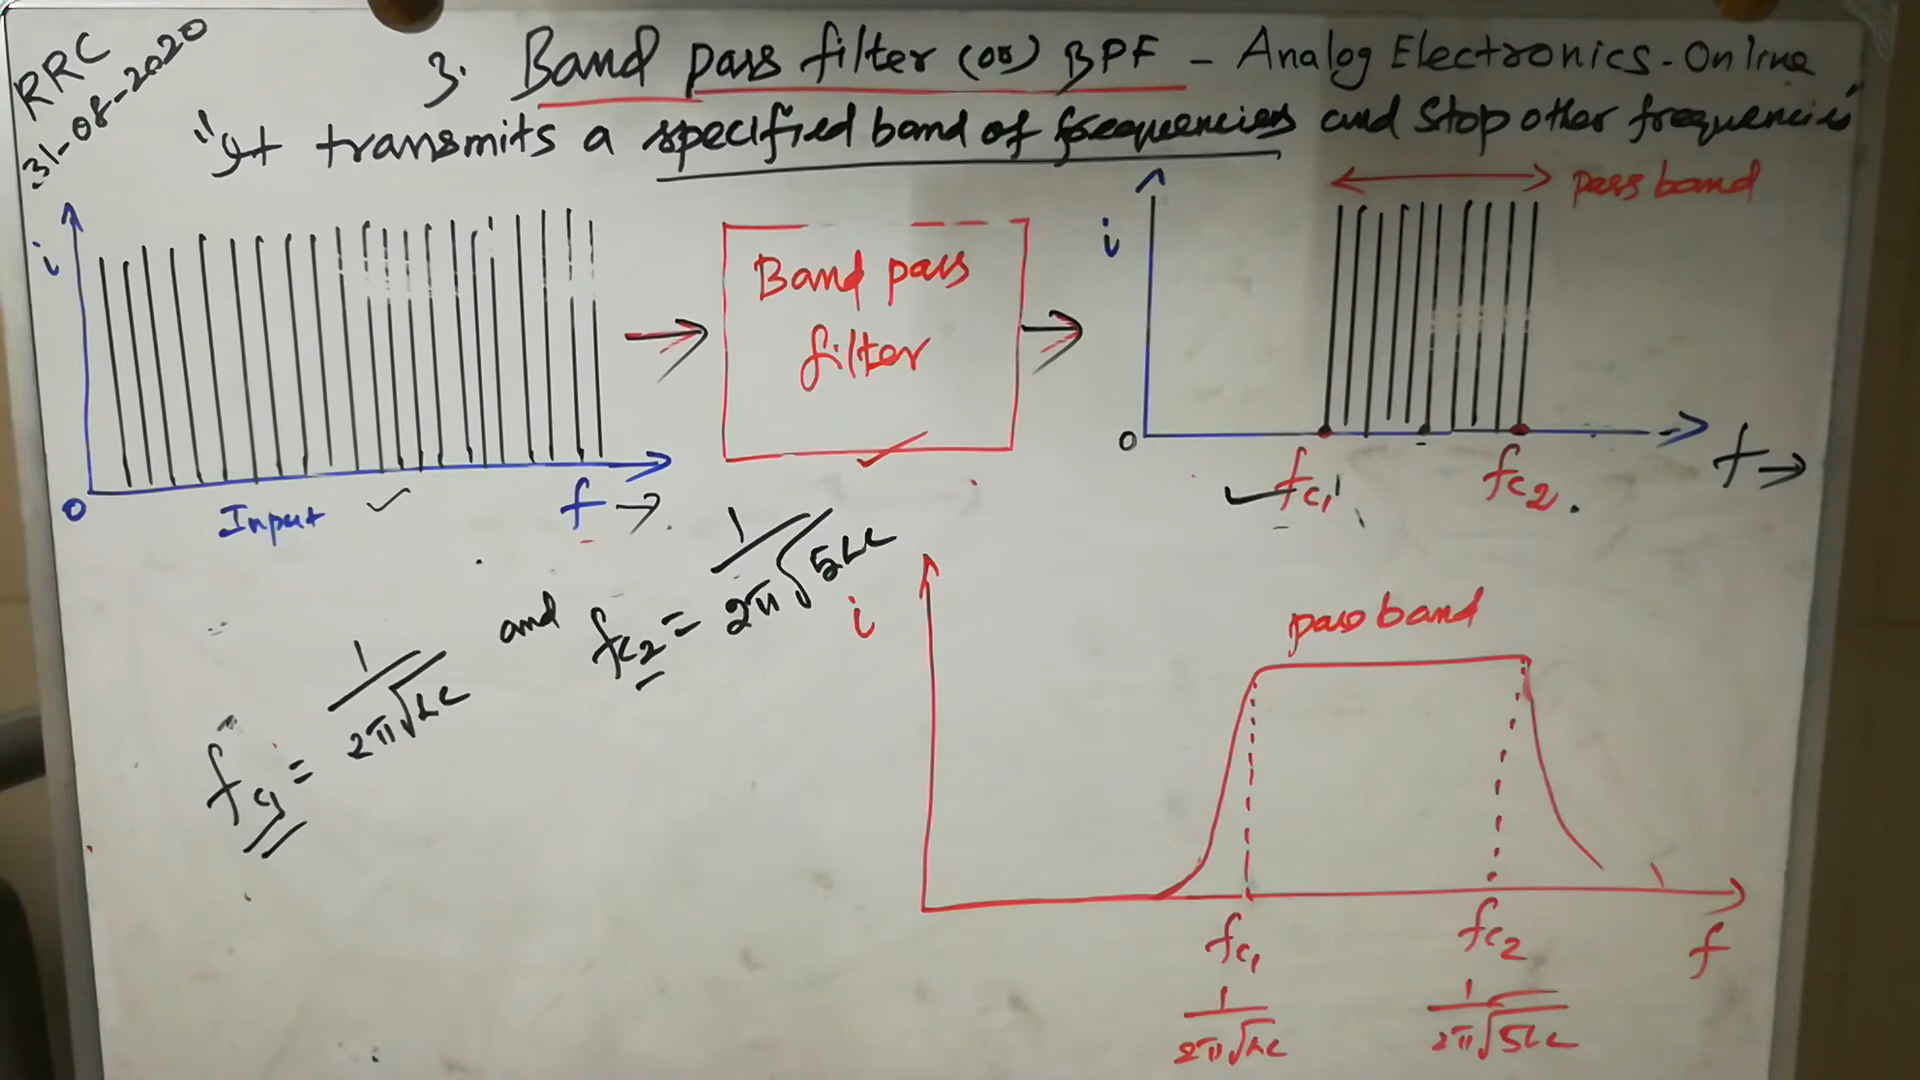 RRC
31-08-2020
3. Band pass filter (or) BPF - Analog Electronics - Online
"It transmits a specified band of frequencies and stop other frequencies"
i
0
Input
f →
Band pass
filter
i
pass band
0
fc₁
fc₂
f →
fc₁ = 1/2π√LC and fc₂ = 1/2π√5LC
i
pass band
fc₁
fc₂
f
1/2π√LC
1/2π√5LC